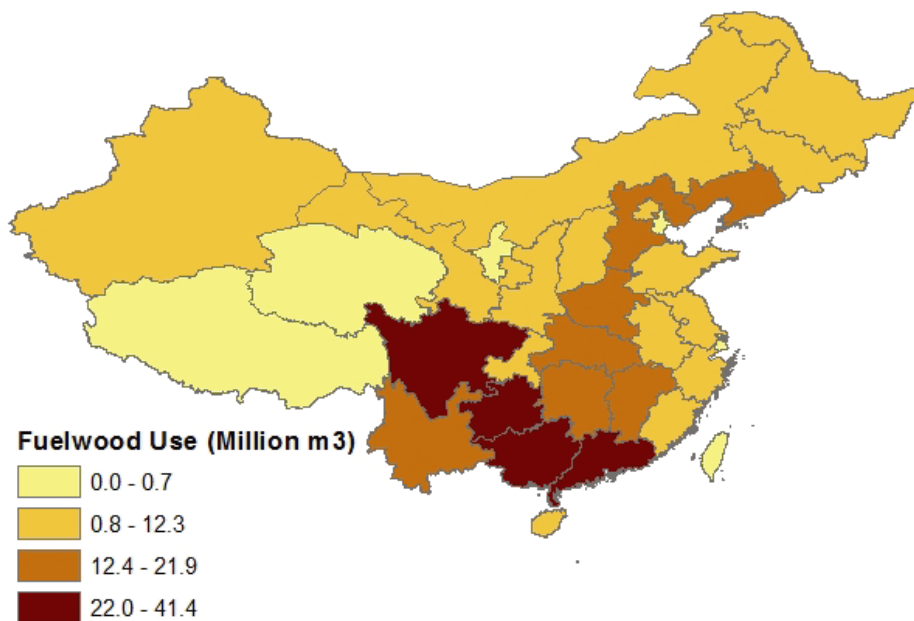 Fuelwood Use (Million m3)
0.0 - 0.7
0.8 - 12.3
12.4 - 21.9
22.0 - 41.4